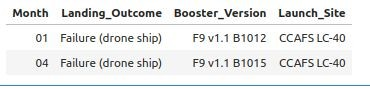 Month Landing_Outcome Booster_Version Launch_Site
01 Failure (drone ship) F9 v1.1 B1012 CCAFS LC-40
04 Failure (drone ship) F9 v1.1 B1015 CCAFS LC-40